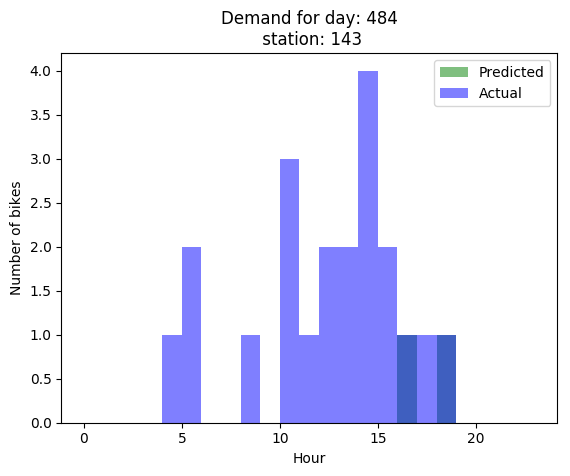 Demand for day: 484
station: 143
Predicted
Actual
Number of bikes
4.0
3.5
3.0
2.5
2.0
1.5
1.0
0.5
0.0
0 5 10 15 20
Hour